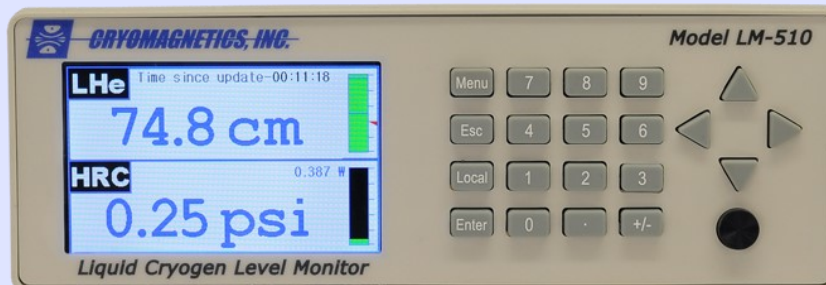 CRYOMAGNETICS, INC.
Model LM-510
LHe Time since update-00:11:18
74.8 cm
HRC 0.387 W
0.25 psi
Liquid Cryogen Level Monitor
Menu 7 8 9
Esc 4 5 6
Local 1 2 3
Enter 0 . +/-